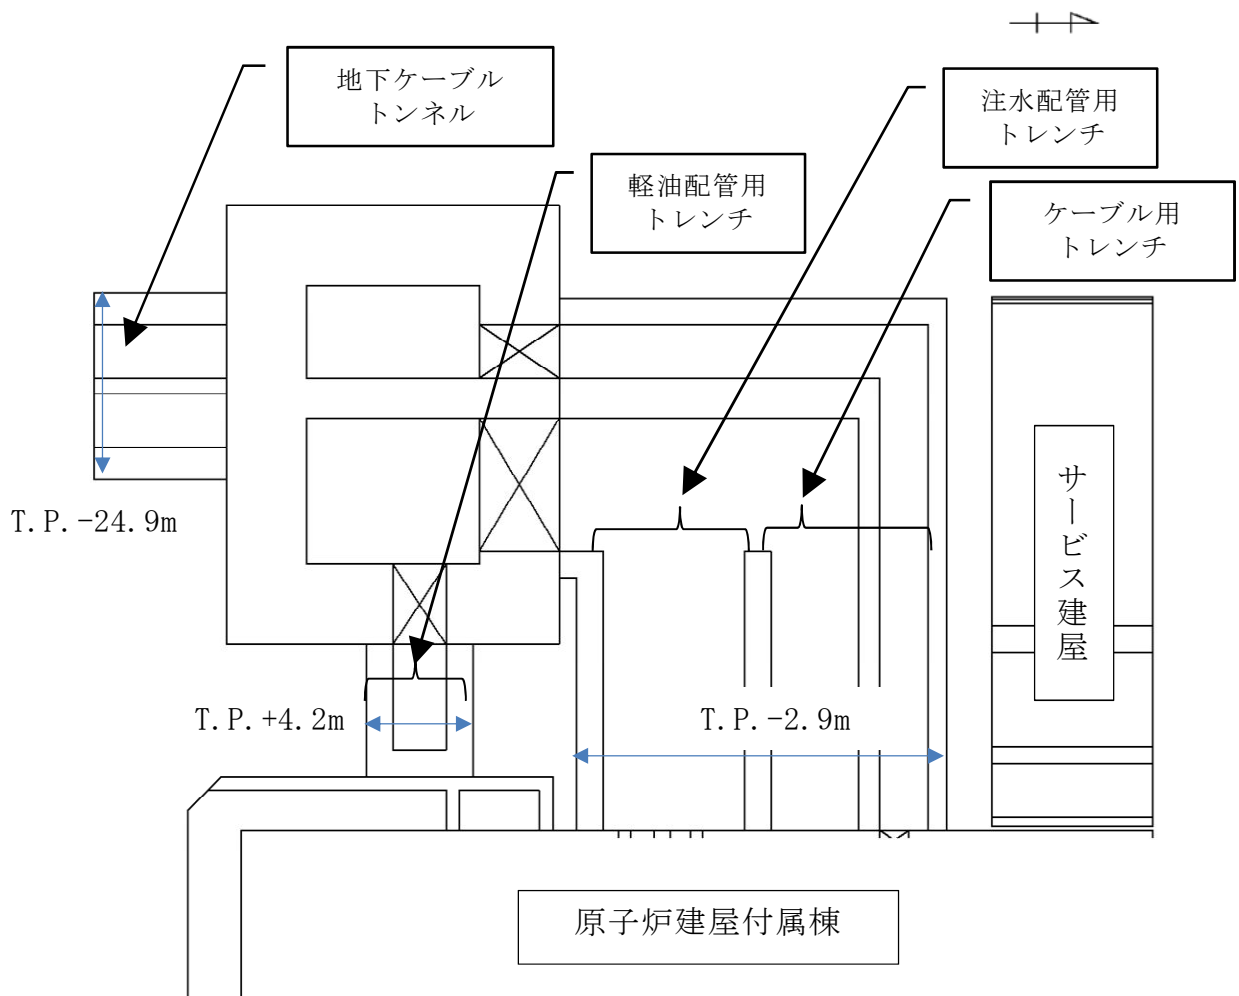 地下ケーブル
トンネル
注水配管用
トレンチ
軽油配管用
トレンチ
ケーブル用
トレンチ
T.P.-24.9m
サービス建屋
T.P.+4.2m
T.P.-2.9m
原子炉建屋付属棟